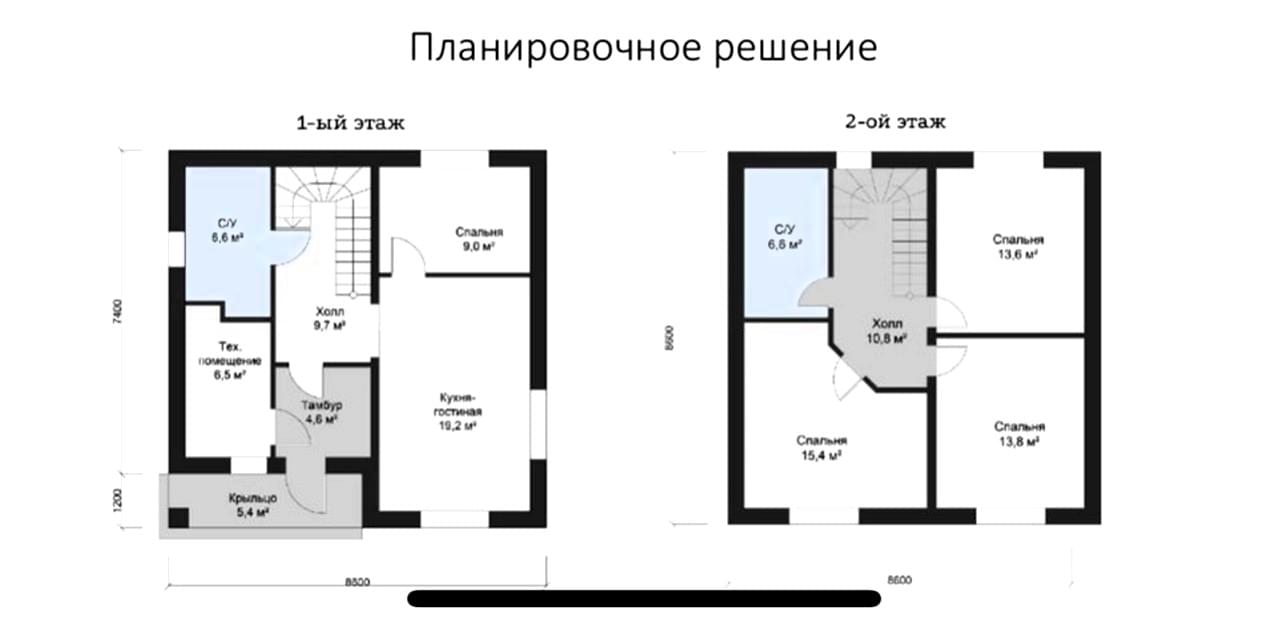 Планировочное решение
1-ый этаж
2-ой этаж
С/У
6,6 м²
Спальня
9,0 м²
Холл
9,7 м²
Тех.
помещение
6,5 м²
Тамбур
4,6 м²
Кухня-
гостиная
19,2 м²
Крыльцо
5,4 м²
7400
1200
8600
С/У
6,6 м²
Спальня
13,6 м²
Холл
10,8 м²
Спальня
15,4 м²
Спальня
13,8 м²
8600
8600